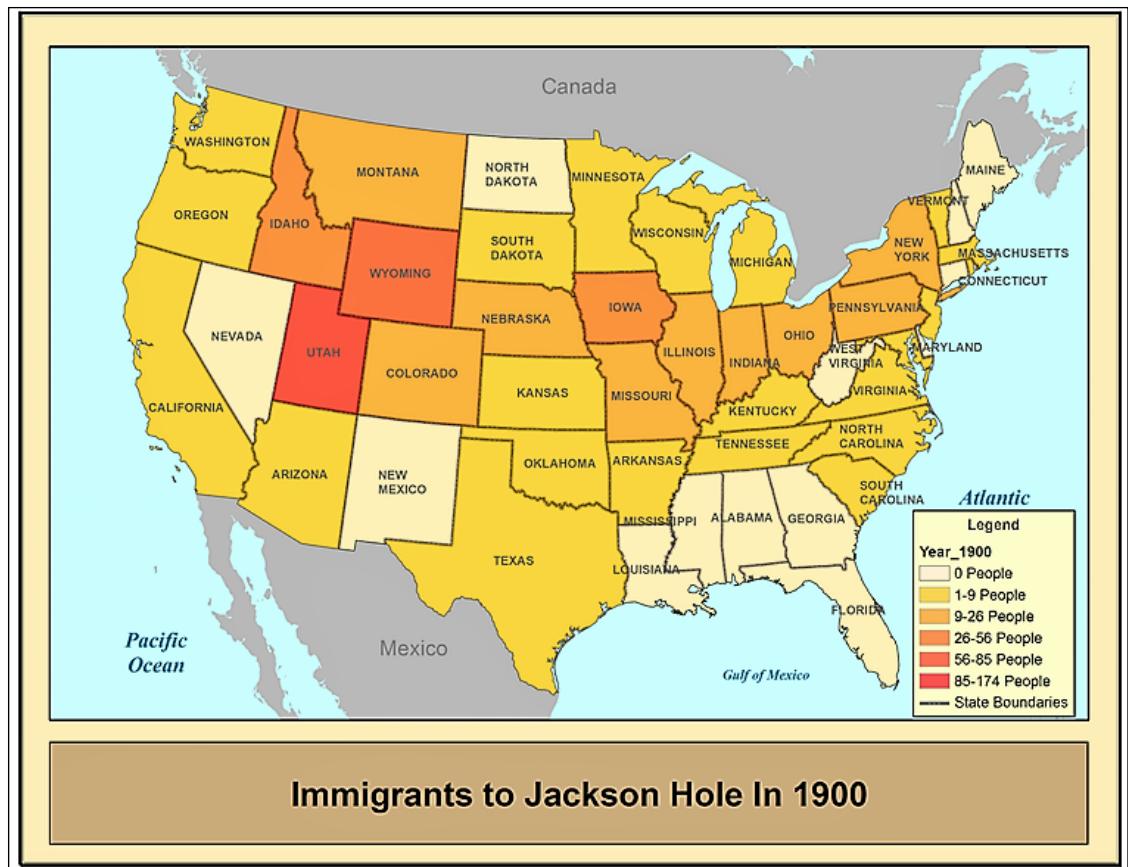 Canada
WASHINGTON
MONTANA
NORTH
DAKOTA
MINNESOTA
MAINE
VERMONT
OREGON
IDAHO
SOUTH
DAKOTA
WISCONSIN
MICHIGAN
NEW
YORK
MASSACHUSETTS
CONNECTICUT
WYOMING
IOWA
NEBRASKA
PENNSYLVANIA
NEVADA
UTAH
COLORADO
ILLINOIS
INDIANA
OHIO
WEST
VIRGINIA
MARYLAND
CALIFORNIA
KANSAS
MISSOURI
KENTUCKY
VIRGINIA
ARIZONA
NEW
MEXICO
OKLAHOMA
ARKANSAS
TENNESSEE
NORTH
CAROLINA
SOUTH
CAROLINA
TEXAS
MISSISSIPPI
ALABAMA
GEORGIA
LOUISIANA
FLORIDA
Atlantic
Pacific
Ocean
Mexico
Gulf of Mexico
Legend
Year_1900
0 People
1-9 People
9-26 People
26-56 People
56-85 People
85-174 People
State Boundaries
Immigrants to Jackson Hole In 1900